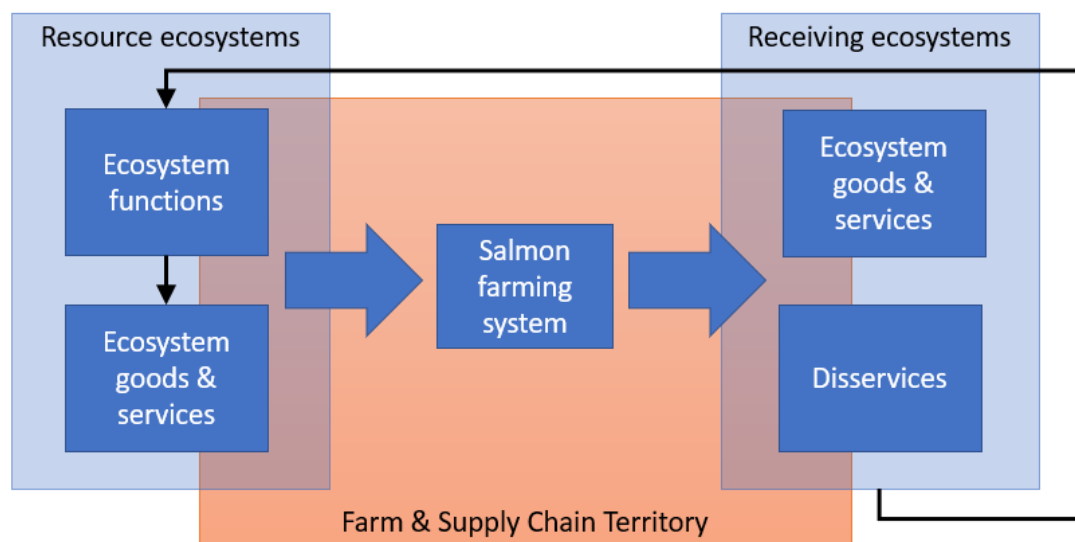 Resource ecosystems
Receiving ecosystems
Ecosystem
functions
Ecosystem
goods &
services
Salmon
farming
system
Ecosystem
goods &
services
Disservices
Farm & Supply Chain Territory